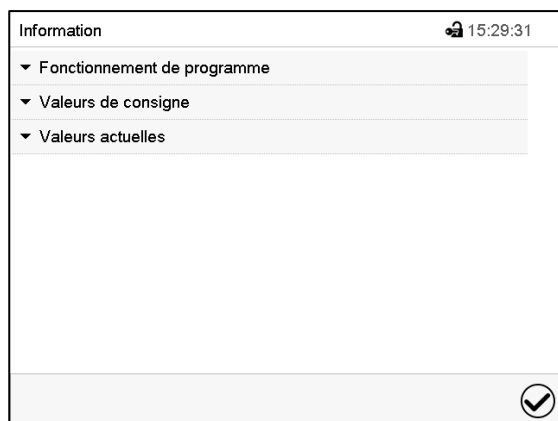 Information 15:29:31
Fonctionnement de programme
Valeurs de consigne
Valeurs actuelles